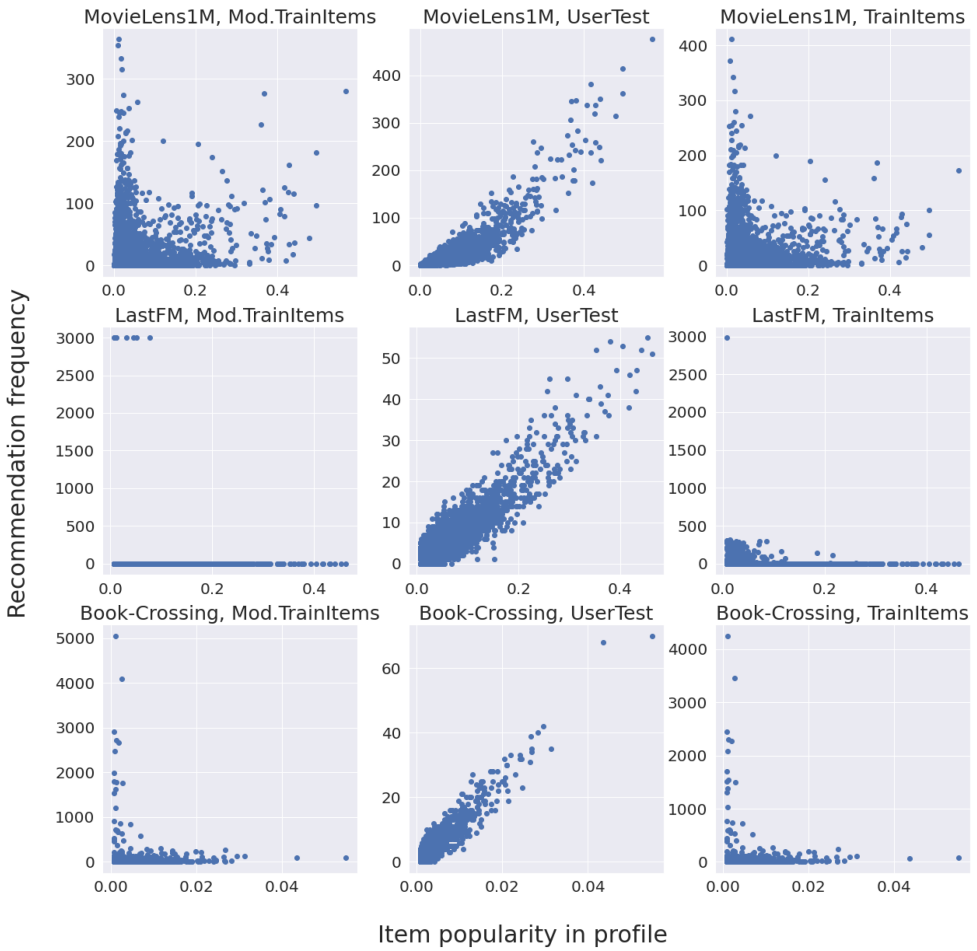 MovieLens1M, Mod.TrainItems
MovieLens1M, UserTest
MovieLens1M, TrainItems
300
200
100
0
0.0 0.2 0.4
400
300
200
100
0
0.0 0.2 0.4
400
300
200
100
0
0.0 0.2 0.4
LastFM, Mod.TrainItems
LastFM, UserTest
LastFM, TrainItems
3000
2500
2000
1500
1000
500
0
0.0 0.2 0.4
50
40
30
20
10
0
0.0 0.2 0.4
3000
2500
2000
1500
1000
500
0
0.0 0.2 0.4
Book-Crossing, Mod.TrainItems
Book-Crossing, UserTest
Book-Crossing, TrainItems
5000
4000
3000
2000
1000
0
0.00 0.02 0.04
60
40
20
0
0.00 0.02 0.04
4000
3000
2000
1000
0
0.00 0.02 0.04
Recommendation frequency
Item popularity in profile